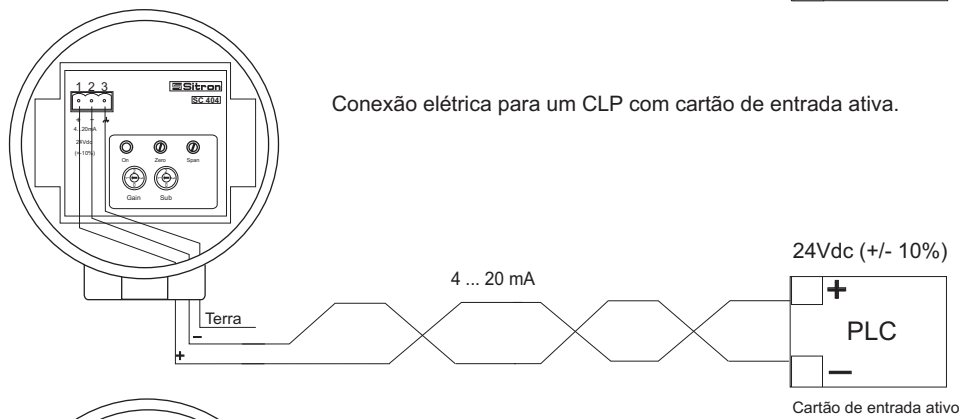 1 2 3
Sitron
SC 404
+ -
4...20mA
24Vdc
(+-10%)
On Zero Span
Gain Sub
Conexão elétrica para um CLP com cartão de entrada ativa.
24Vdc (+/- 10%)
4 ... 20 mA
+
PLC
Terra
-
+
-
Cartão de entrada ativo